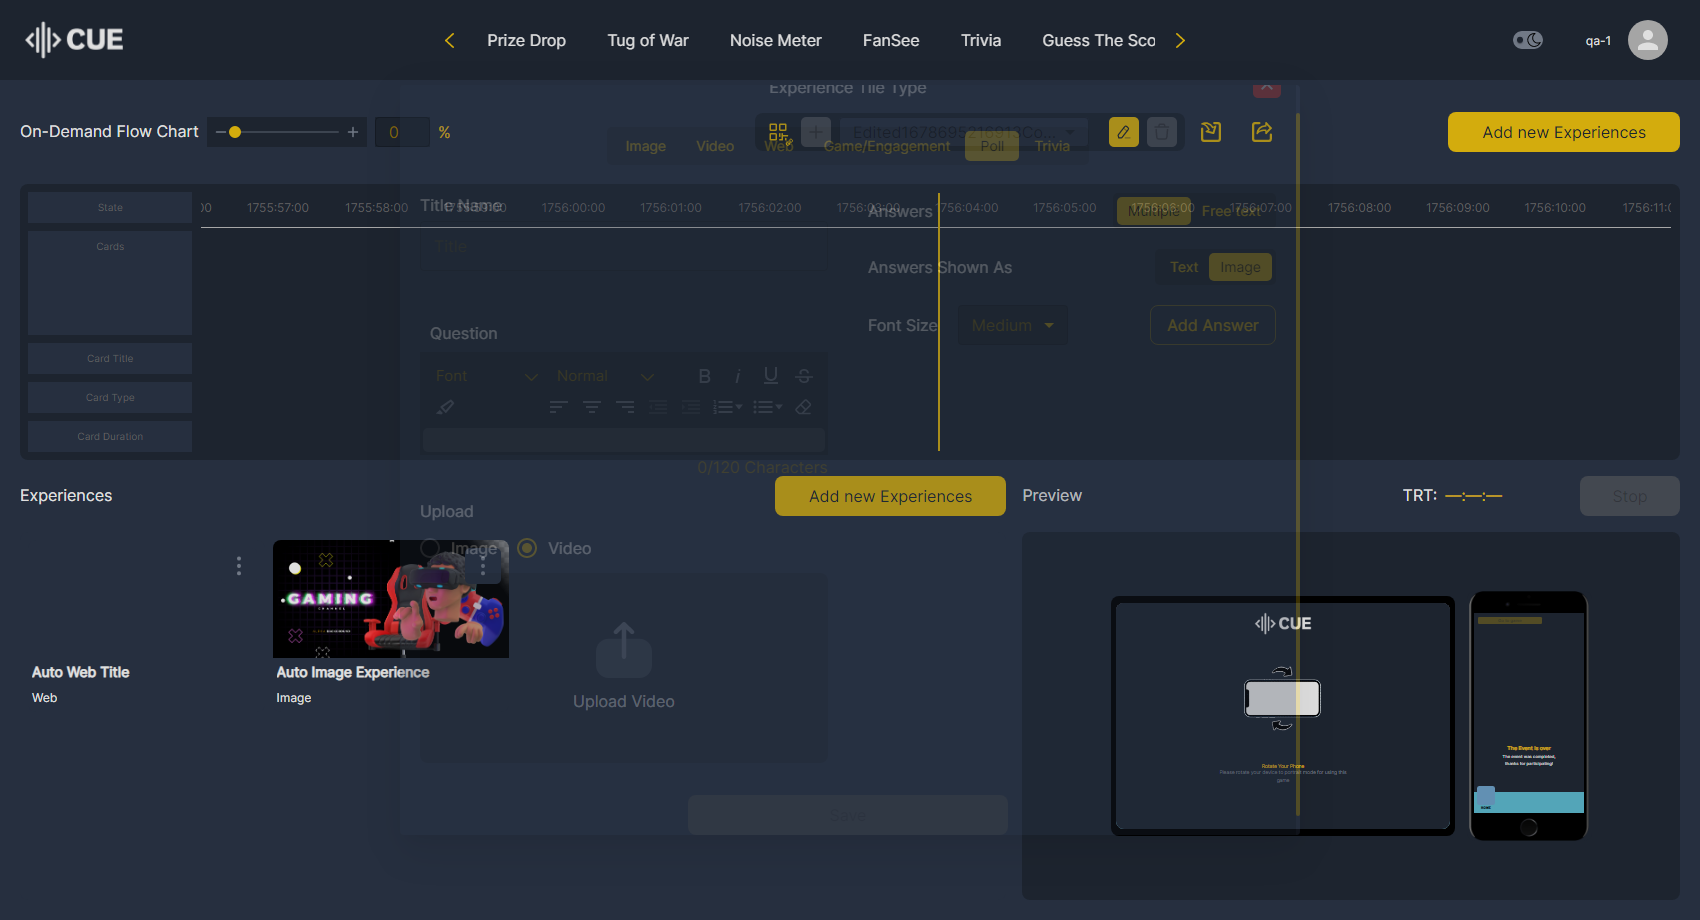 CUE
Prize Drop
Tug of War
Noise Meter
FanSee
Trivia
Guess The Sco
qa-1
Experience Tile Type
On-Demand Flow Chart
0
%
Edited1678695216913Co...
Add new Experiences
Image
Video
Web
Game/Engagement
Poll
Trivia
State
:00
1755:57:00
1755:58:00
1755:59:00
1756:00:00
1756:01:00
1756:02:00
1756:03:00
1756:04:00
1756:05:00
1756:06:00
1756:07:00
1756:08:00
1756:09:00
1756:10:00
1756:11:0
Title Name
Answers
Multiple
Free text
Cards
Title
Answers Shown As
Text
Image
Font Size
Medium
Add Answer
Question
Card Title
Font
Normal
Card Type
Card Duration
0/120 Characters
Experiences
Add new Experiences
Preview
TRT: —:—:—
Stop
Upload
Image
Video
GAMING
CHANNEL
Upload Video
Auto Web Title
Web
Auto Image Experience
Image
Save
CUE
Rotate Your Phone
Please rotate your device to portrait mode for using this
game
The Event is over
The event was completed,
thanks for participating!
HOME